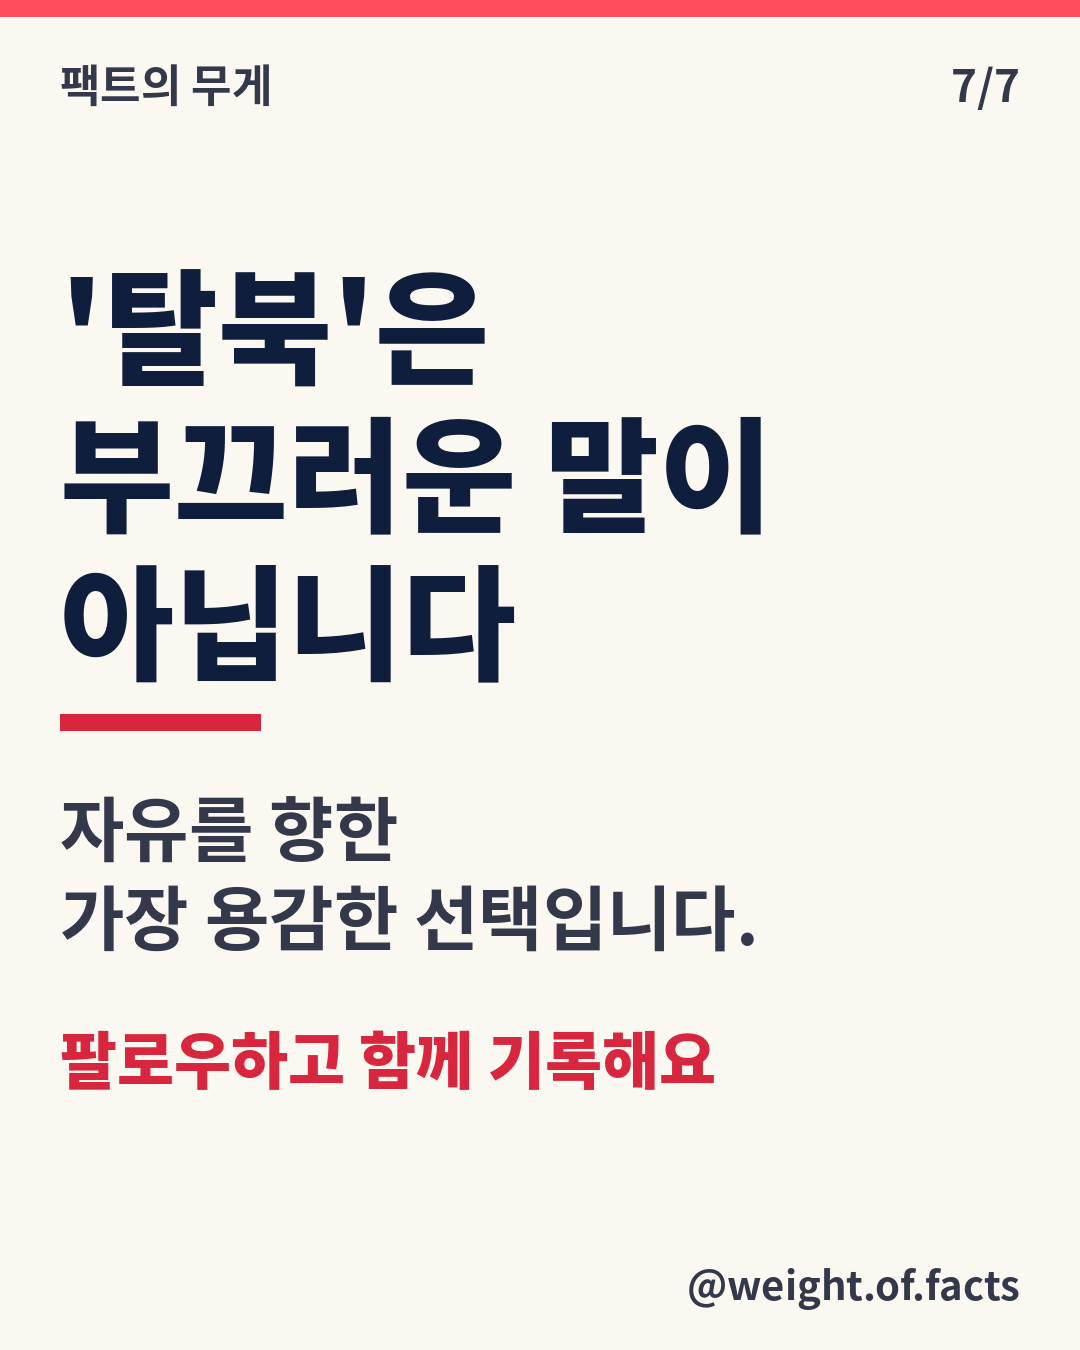 팩트의 무게
7/7
'탈북'은
부끄러운 말이
아닙니다
자유를 향한
가장 용감한 선택입니다.
팔로우하고 함께 기록해요
@weight.of.facts